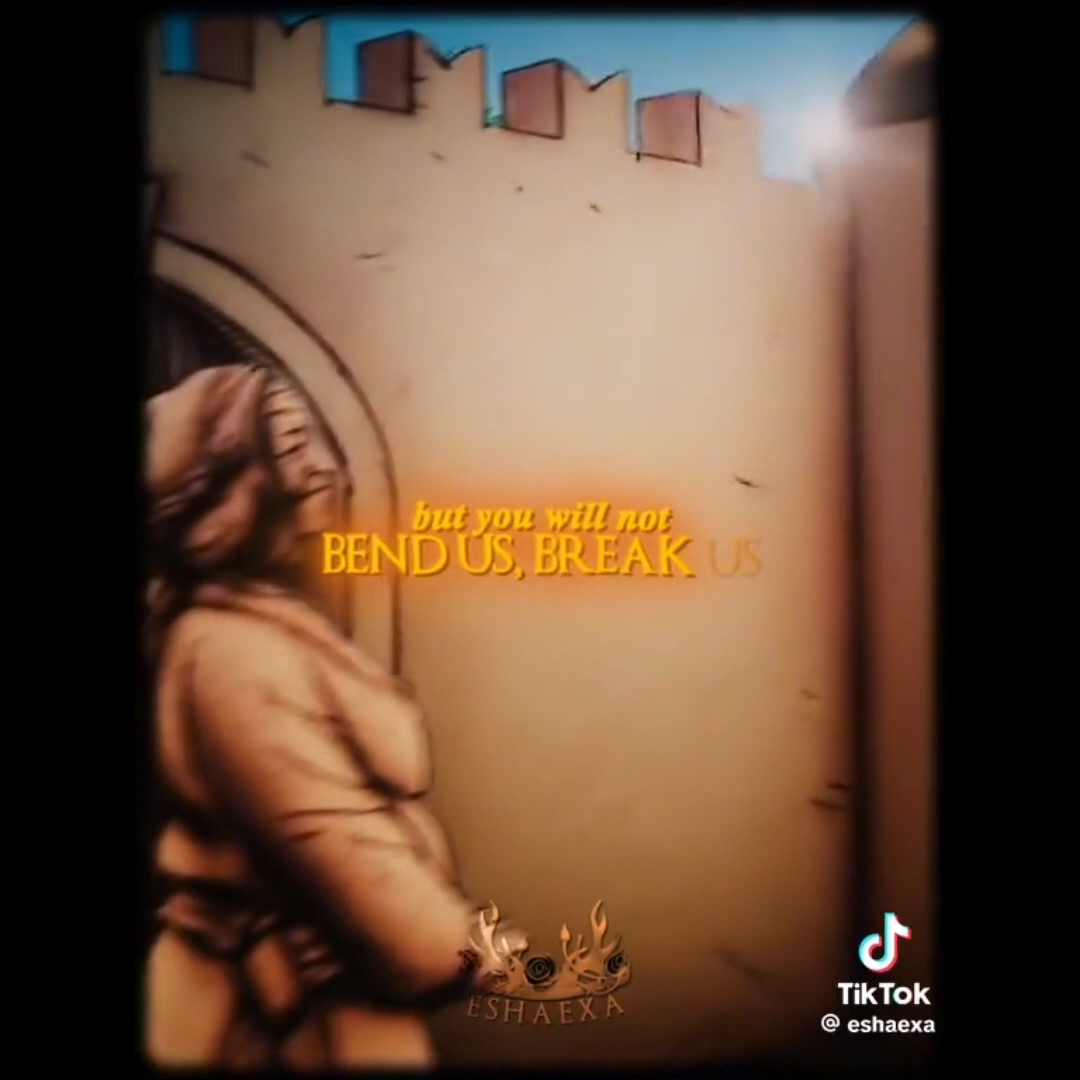 but you will not
BEND US, BREAK US
ESHAEXA
TikTok
@ eshaexa